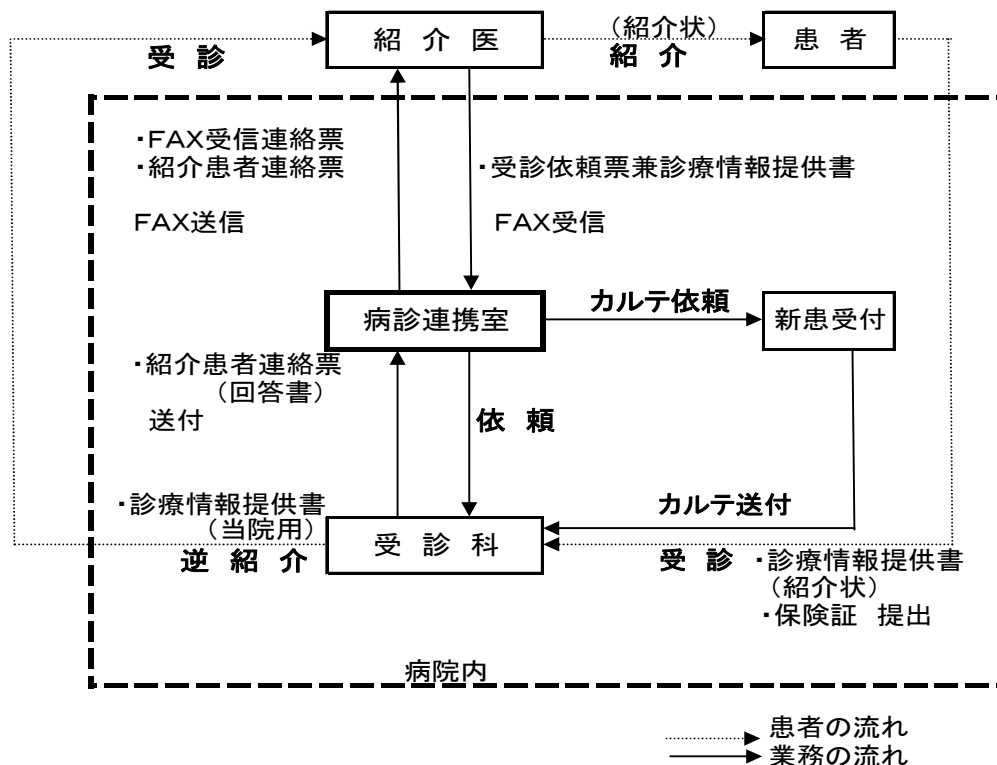 (紹介状)
紹 介 医
患 者
受 診
紹 介
・FAX受信連絡票
・紹介患者連絡票
・受診依頼票兼診療情報提供書
FAX送信
FAX受信
カルテ依頼
病診連携室
新患受付
・紹介患者連絡票
(回答書)
送付
依 頼
・診療情報提供書
(当院用)
カルテ送付
受 診 科
逆 紹 介
受 診
・診療情報提供書
(紹介状)
・保険証 提出
病院内
患者の流れ
業務の流れ